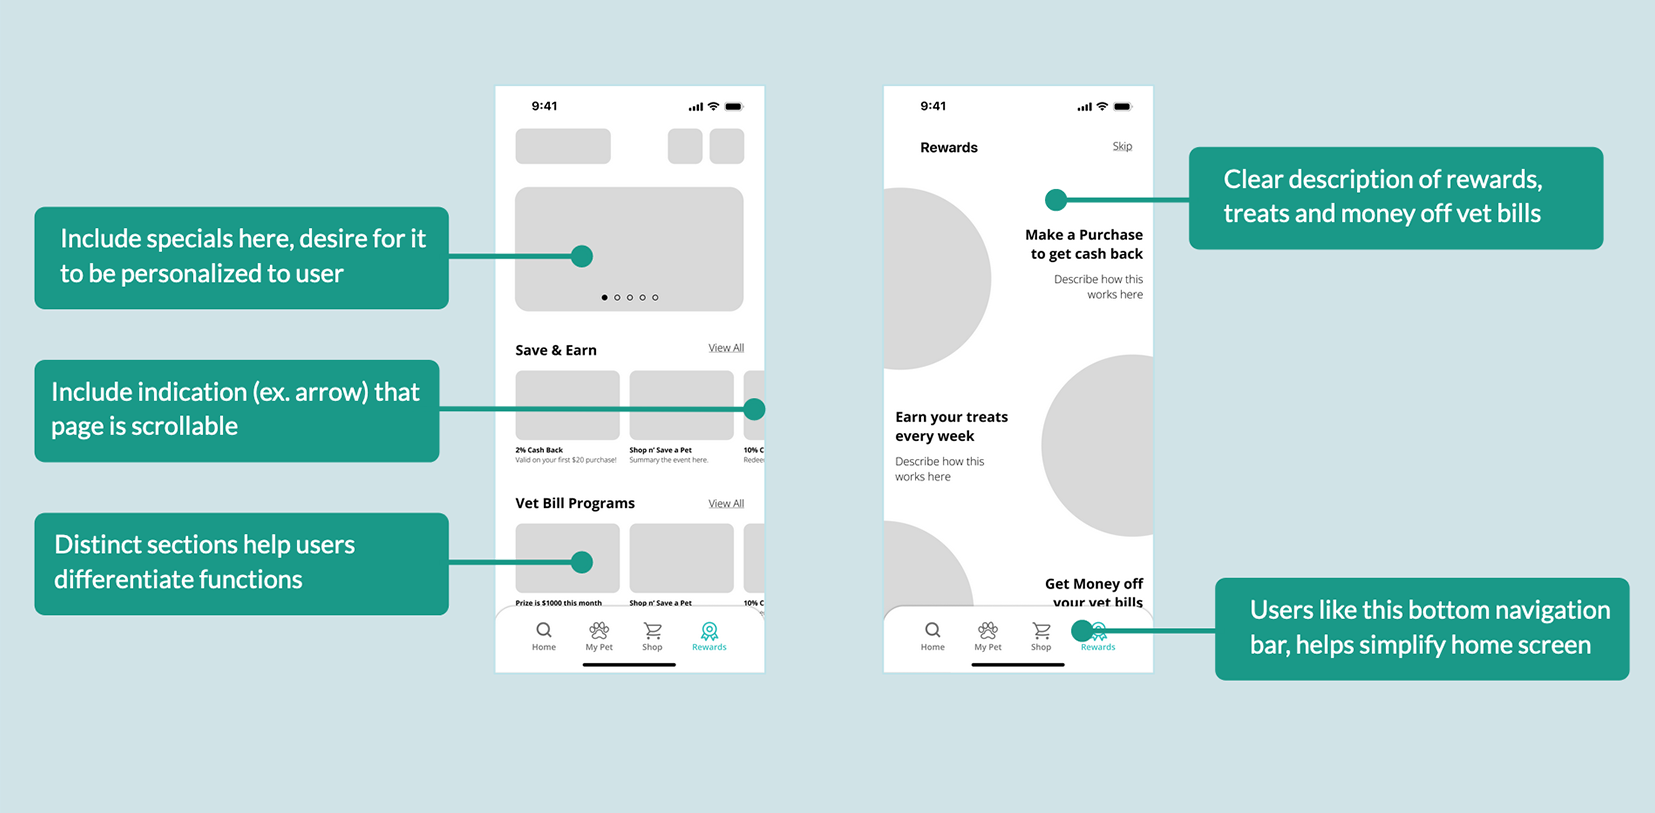 Include specials here, desire for it
to be personalized to user
Include indication (ex. arrow) that
page is scrollable
Distinct sections help users
differentiate functions
9:41
Save & Earn
View All
2% Cash Back
Valid on your first $20 purchase!
Shop n' Save a Pet
Summary the event here.
10% C
Redee
Vet Bill Programs
View All
Prize is $1000 this month
Shop n' Save a Pet
10% C
Home
My Pet
Shop
Rewards
9:41
Rewards
Skip
Make a Purchase
to get cash back
Describe how this
works here
Earn your treats
every week
Describe how this
works here
Get Money off
your vet bills
Home
My Pet
Shop
Rewards
Clear description of rewards,
treats and money off vet bills
Users like this bottom navigation
bar, helps simplify home screen